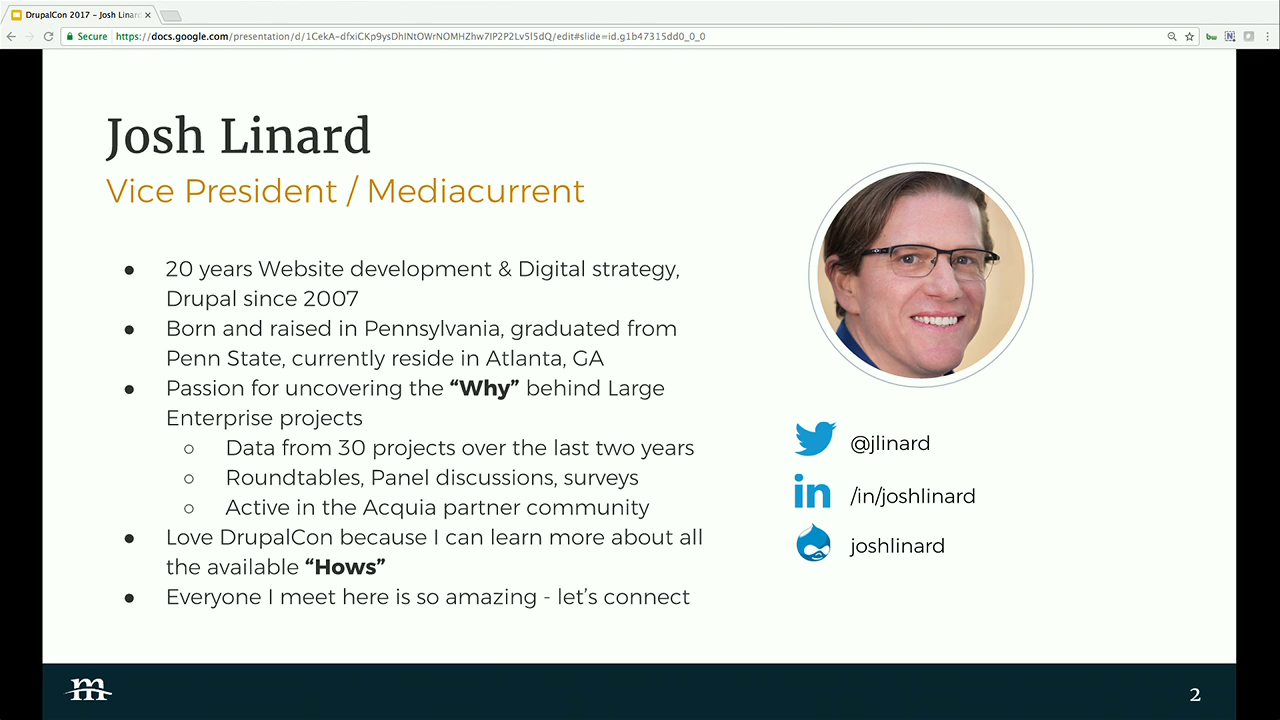 DrupalCon 2017 - Josh Linard
Secure
https://docs.google.com/presentation/d/1CekA-dfxiCKp9ysDhINtOWrNOMHZhw7IP2P2Lv5I5dQ/edit#slide=id.g1b47315dd0_0_0
Josh Linard
Vice President / Mediacurrent
● 20 years Website development & Digital strategy,
Drupal since 2007
● Born and raised in Pennsylvania, graduated from
Penn State, currently reside in Atlanta, GA
● Passion for uncovering the “Why” behind Large
Enterprise projects
○ Data from 30 projects over the last two years
○ Roundtables, Panel discussions, surveys
○ Active in the Acquia partner community
● Love DrupalCon because I can learn more about all
the available “Hows”
● Everyone I meet here is so amazing - let’s connect
@jlinard
in /in/joshlinard
joshlinard
m
2